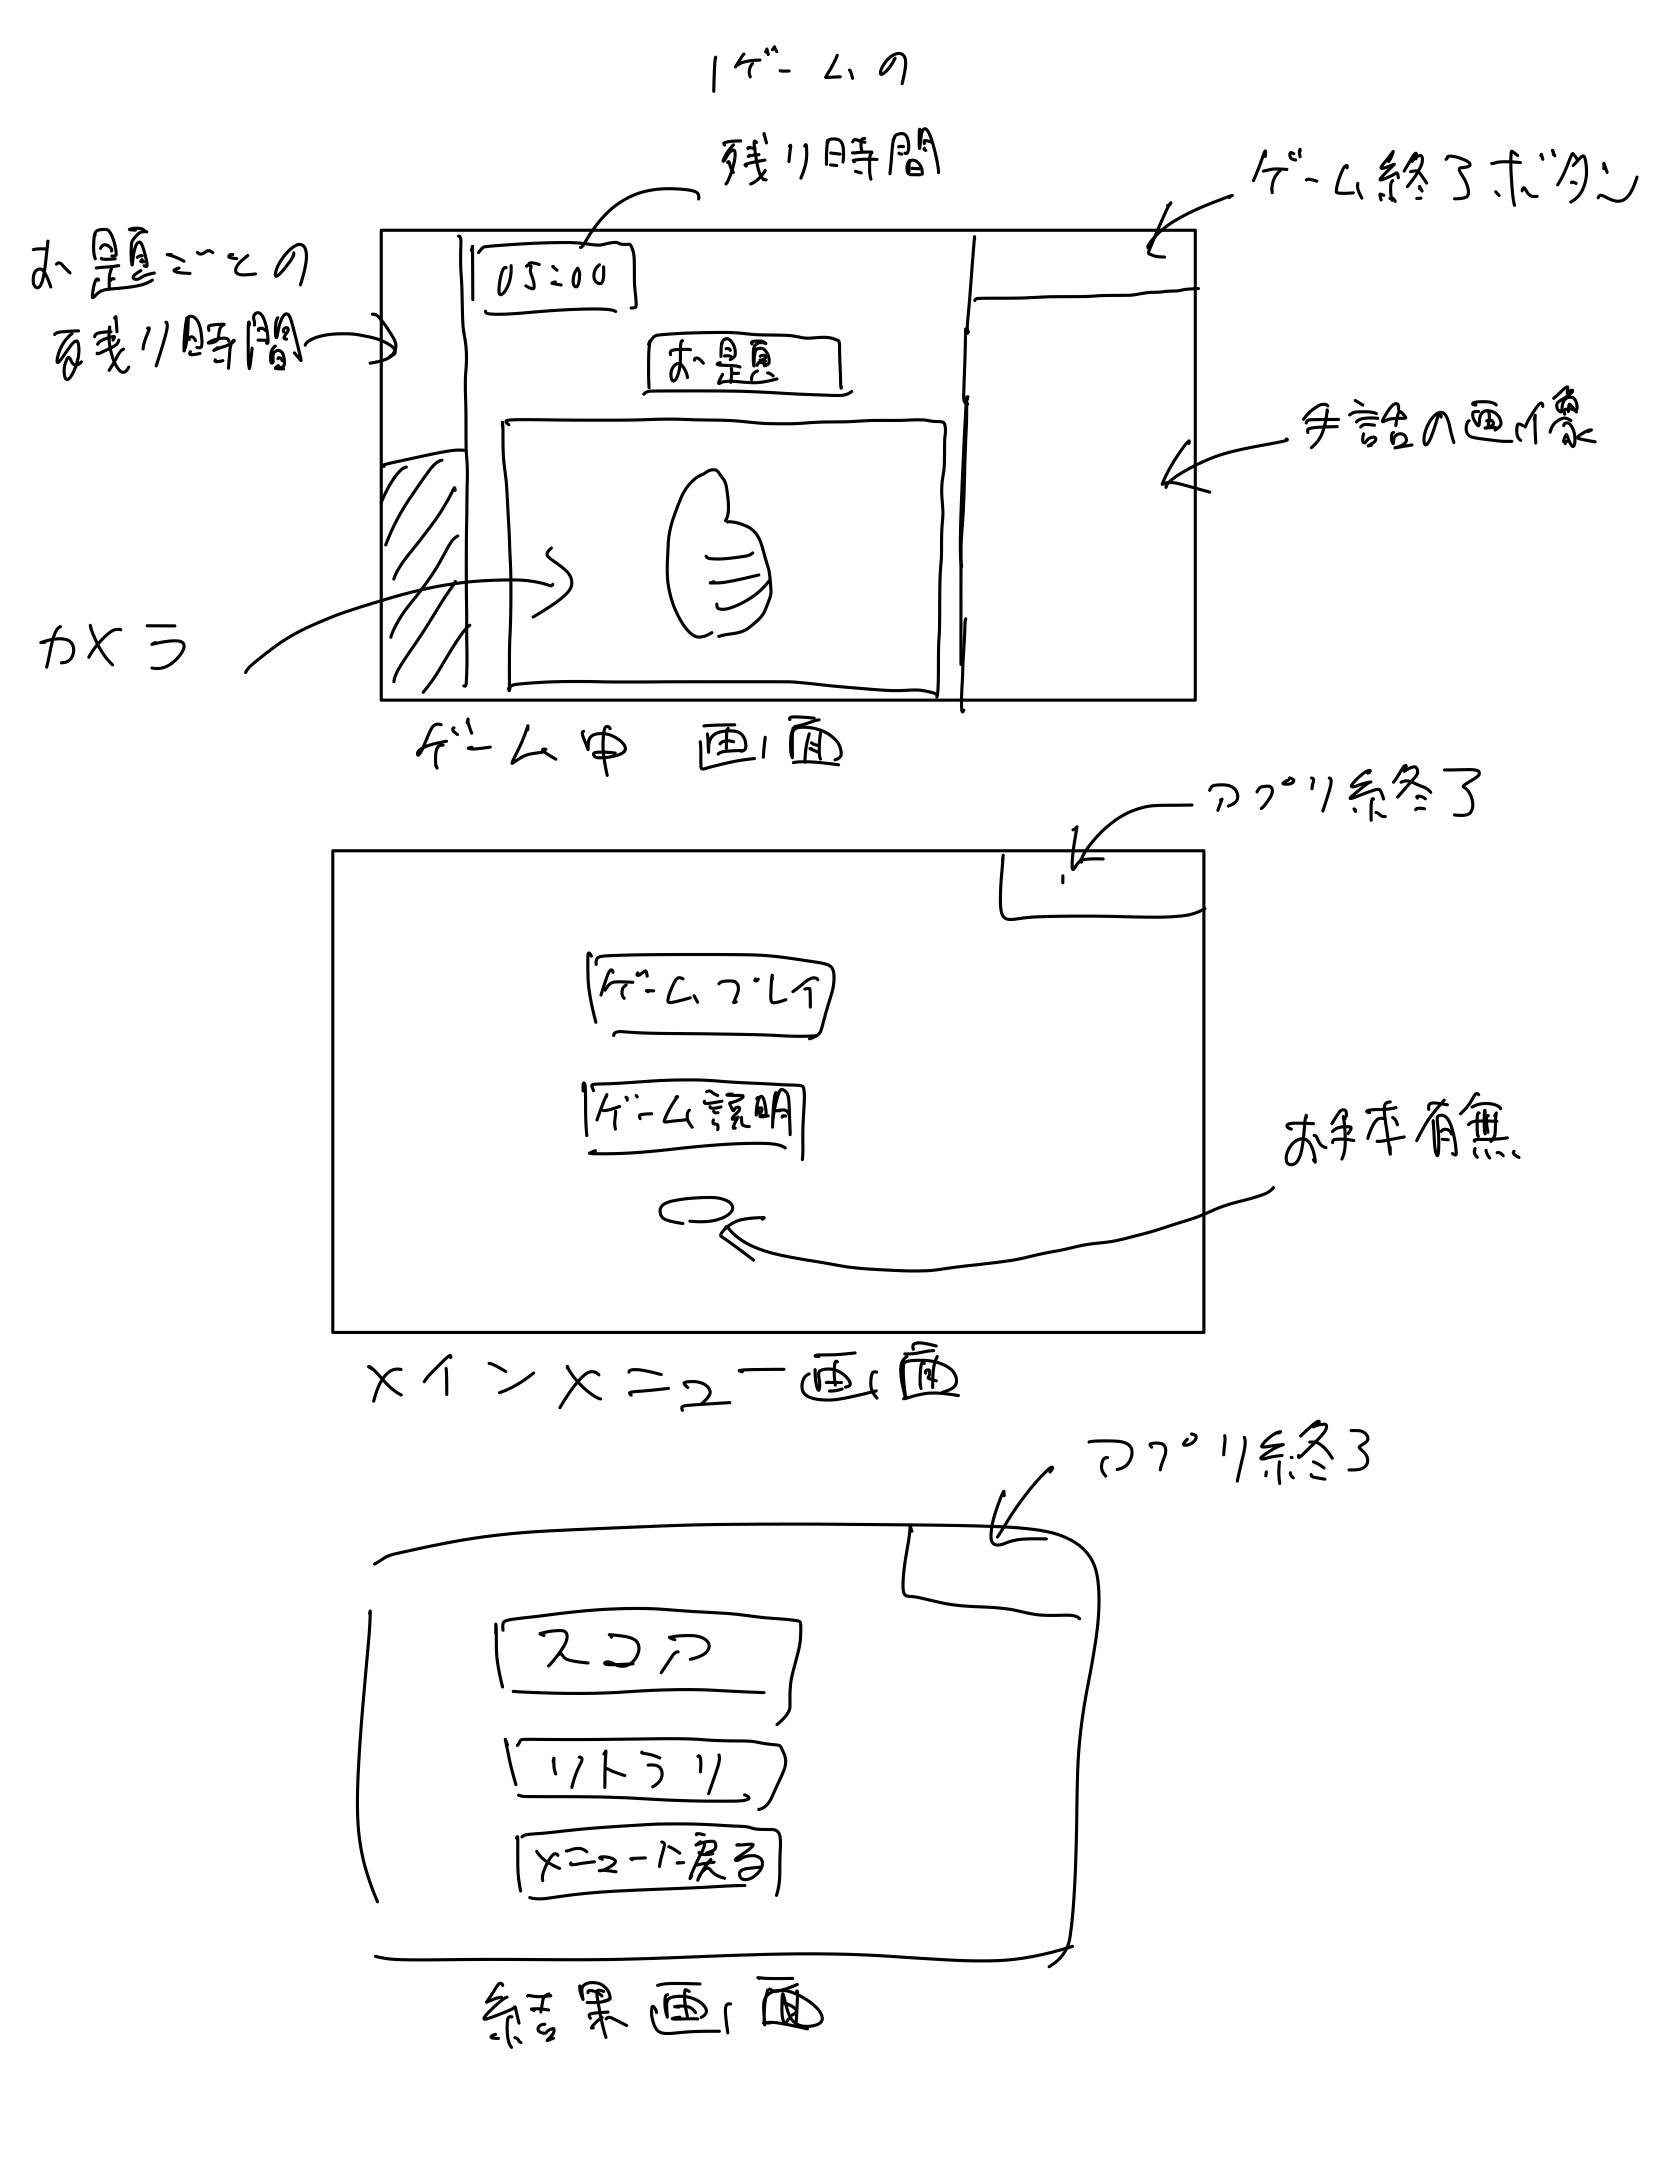 1ゲームの
残り時間
ゲーム終了ボタン
お題ごとの
残り時間
05:00
お題
手話の画像
カメラ
ゲーム中 画面
アプリ終了
ゲームプレイ
ゲーム説明
お手本有無
メインメニュー画面
アプリ終了
スコア
リトライ
メニューに戻る
結果画面